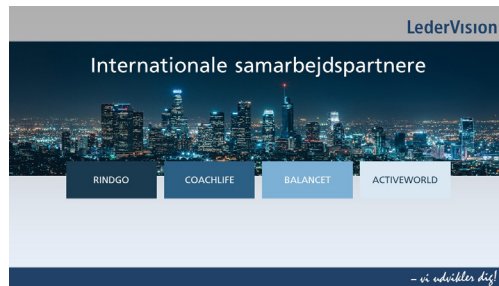 LederVision
Internationale samarbejdspartnere
RINDGO
COACHLIFE
BALANCET
ACTIVEWORLD
– vi udvikler dig!